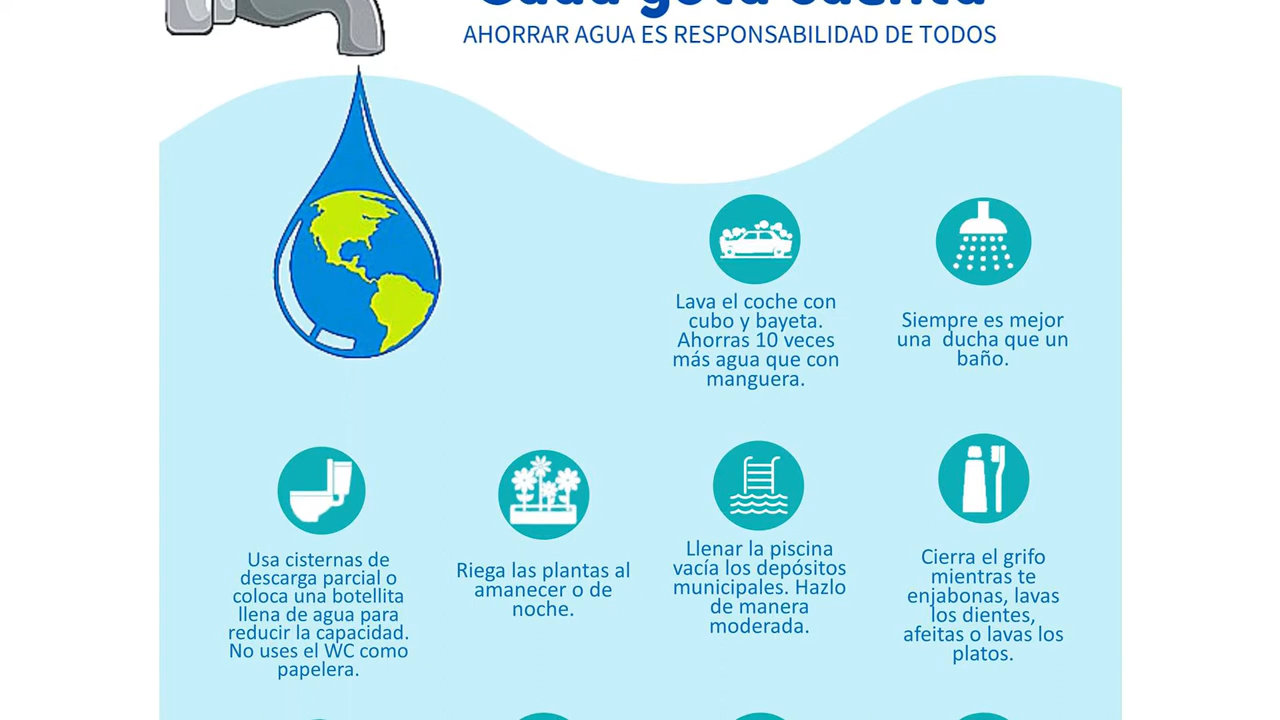 Cada gota cuenta
AHORRAR AGUA ES RESPONSABILIDAD DE TODOS
Lava el coche con
cubo y bayeta.
Ahorras 10 veces
más agua que con
manguera.
Siempre es mejor
una ducha que un
baño.
Usa cisternas de
descarga parcial o
coloca una botellita
llena de agua para
reducir la capacidad.
No uses el WC como
papelera.
Riega las plantas al
amanecer o de
noche.
Llenar la piscina
vacía los depósitos
municipales. Hazlo
de manera
moderada.
Cierra el grifo
mientras te
enjabonas, lavas
los dientes,
afeitas o lavas los
platos.